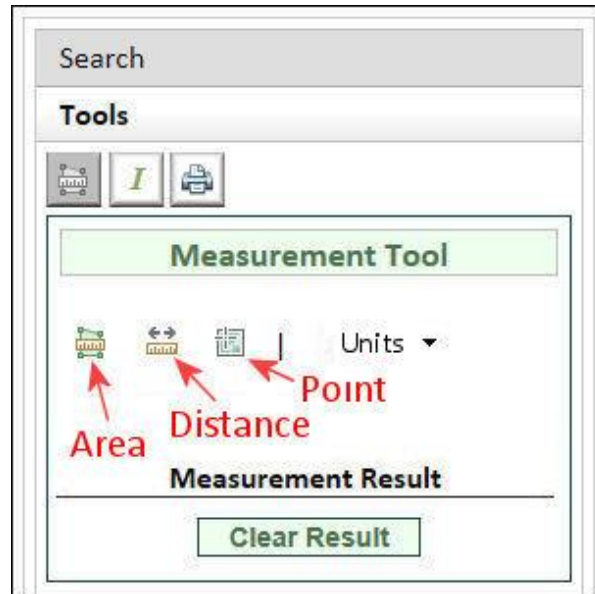 Search
Tools
I
Measurement Tool
| Units
Point
Distance
Area
Measurement Result
Clear Result